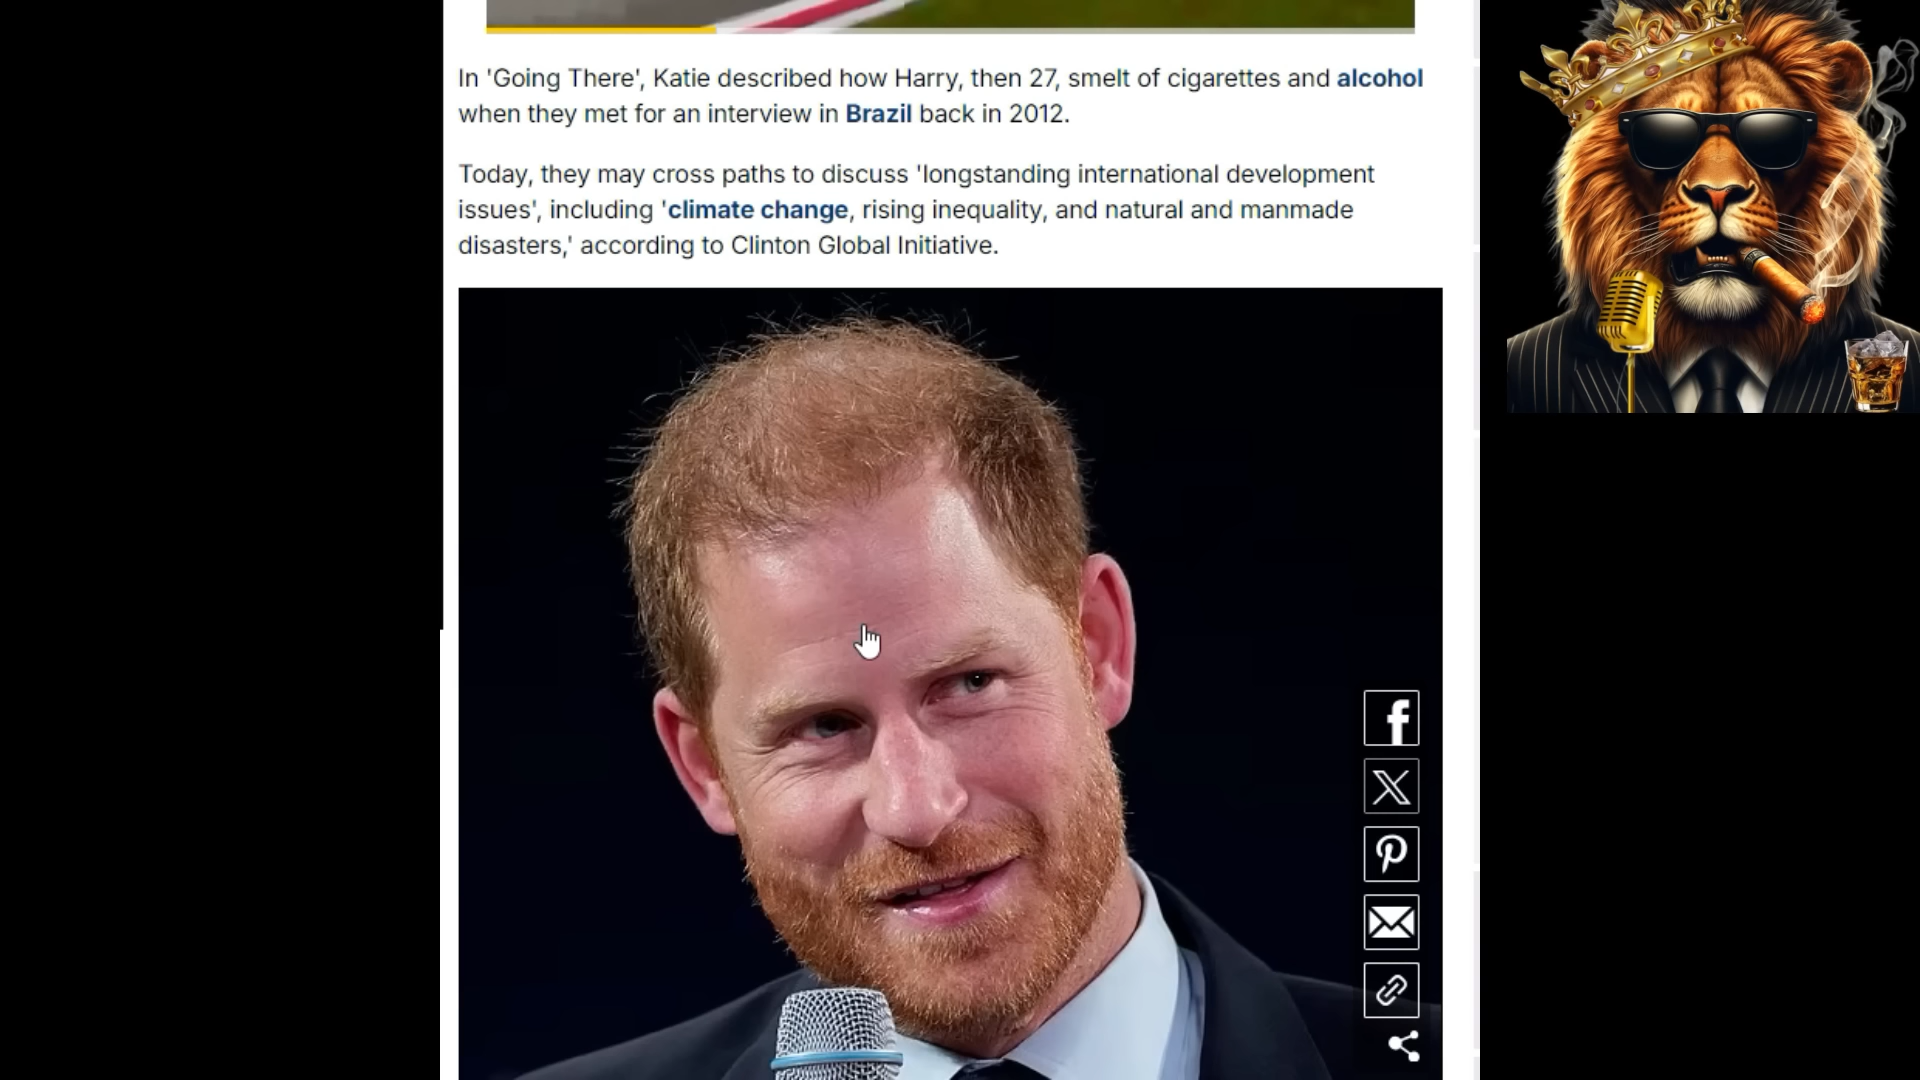 In 'Going There', Katie described how Harry, then 27, smelt of cigarettes and alcohol
when they met for an interview in Brazil back in 2012.
Today, they may cross paths to discuss 'longstanding international development
issues', including 'climate change, rising inequality, and natural and manmade
disasters,' according to Clinton Global Initiative.